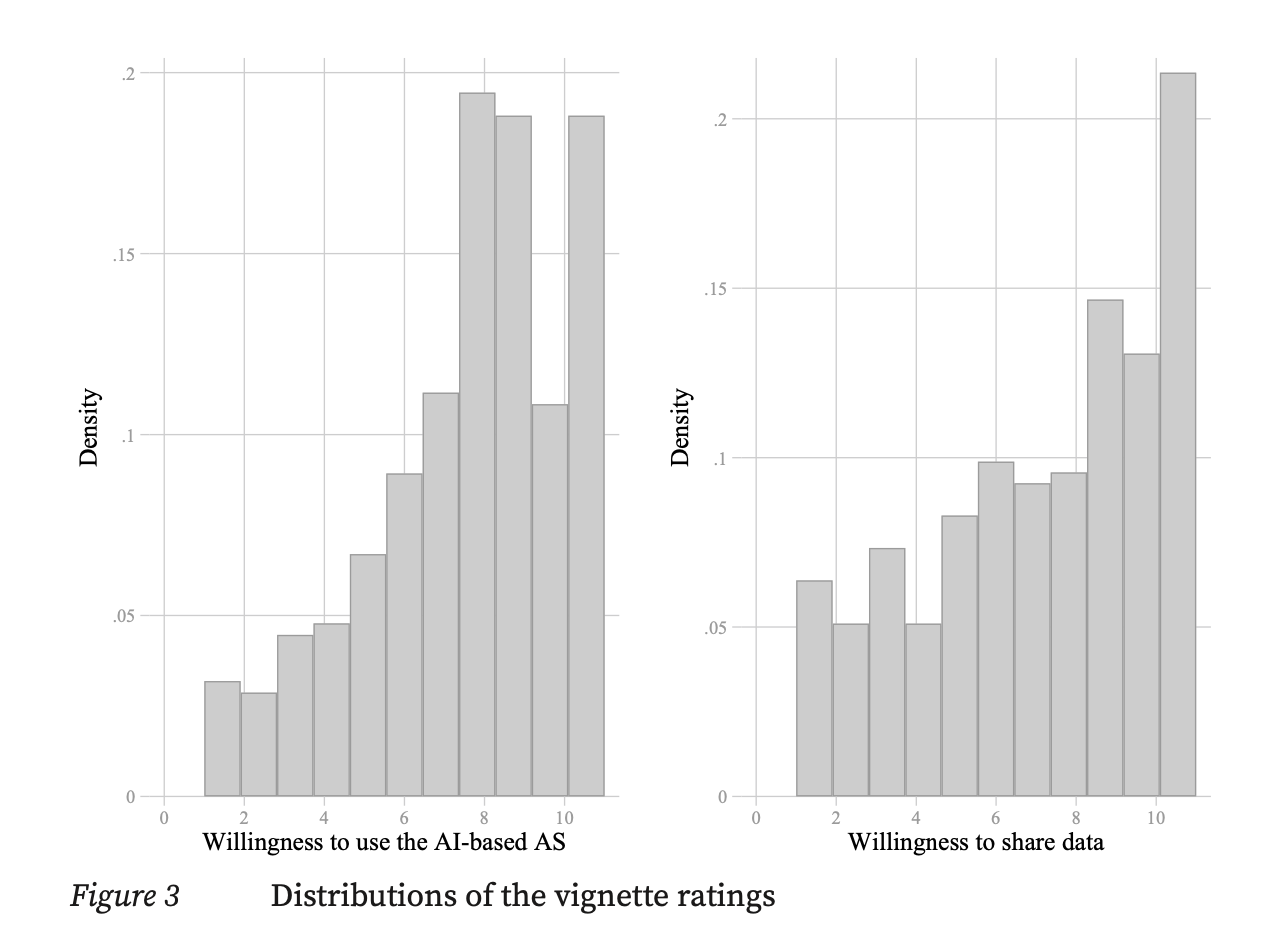 .2
.15
.1
.05
0
Density
0 2 4 6 8 10
Willingness to use the AI-based AS
.2
.15
.1
.05
0
Density
0 2 4 6 8 10
Willingness to share data
Figure 3 Distributions of the vignette ratings